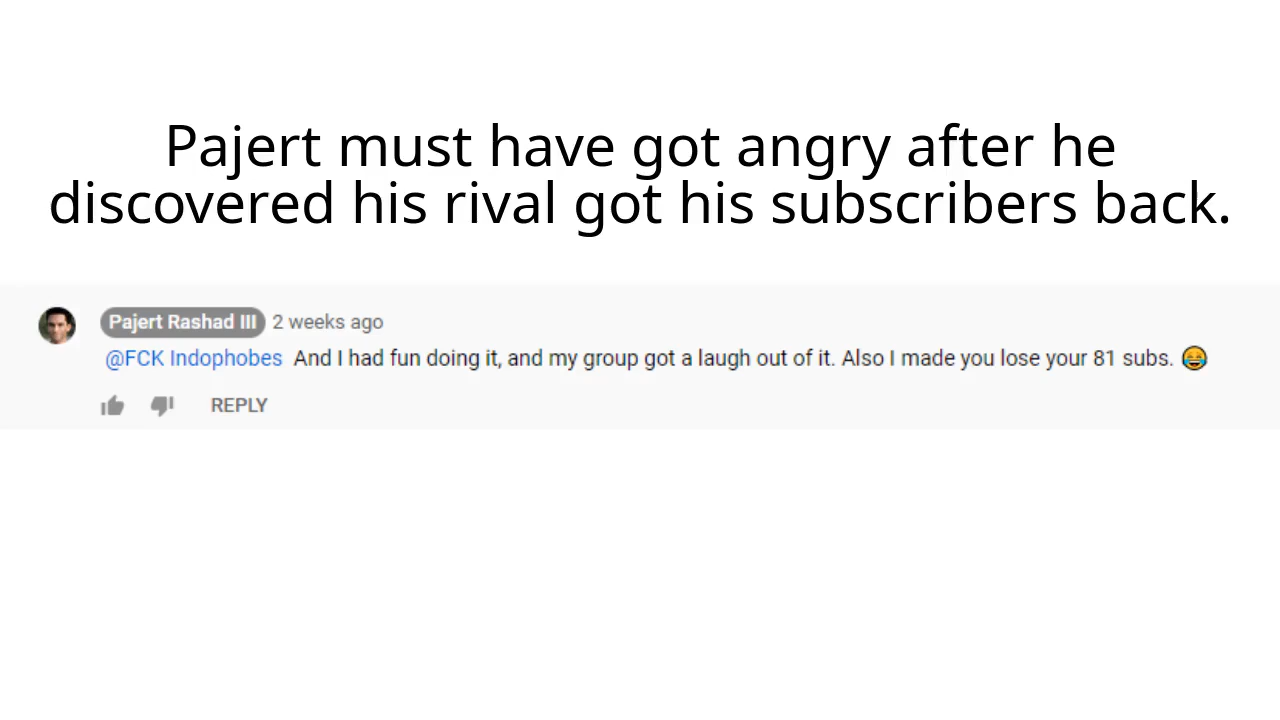 Pajert must have got angry after he
discovered his rival got his subscribers back.
Pajert Rashad III 2 weeks ago
@FCK Indophobes And I had fun doing it, and my group got a laugh out of it. Also I made you lose your 81 subs. 😂
REPLY